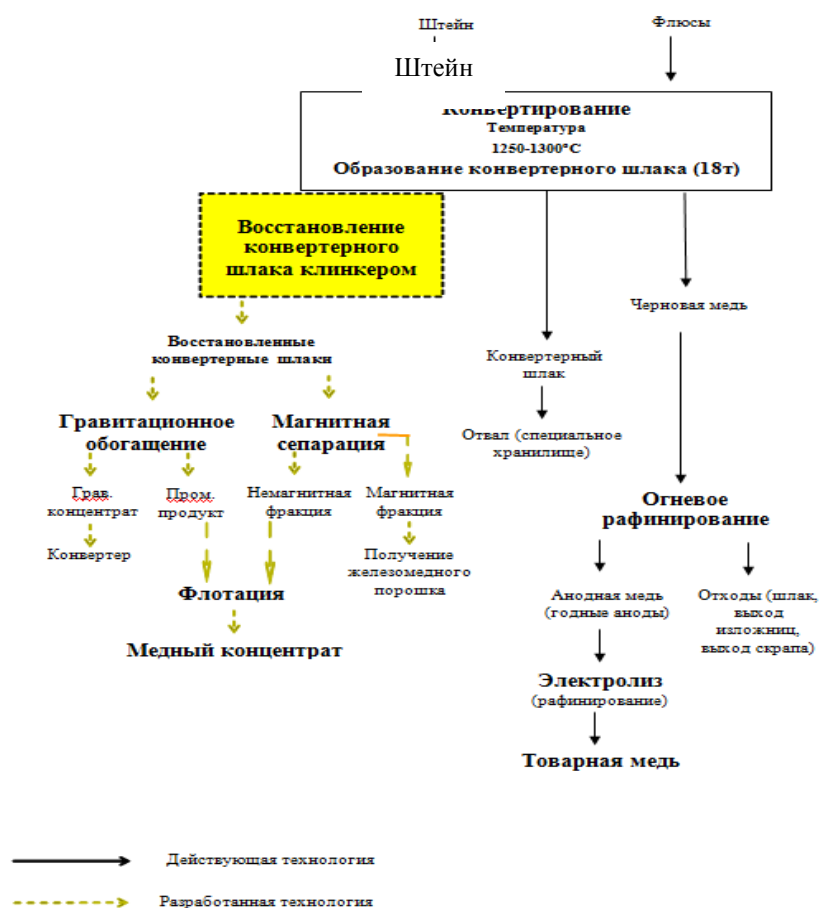 Штейн
Флюсы
Штейн
Конвертирование
Температура
1250-1300°С
Образование конвертерного шлака (18т)
Восстановление
конвертерного
шлака клинкером
Восстановленные
конвертерные шлаки
Гравитационное
обогащение
Магнитная
сепарация
Грав.
концентрат
Пром.
продукт
Немагнитная
фракция
Магнитная
фракция
Конвертер
Получение
железомедного
порошка
Флотация
Медный концентрат
Конвертерный
шлак
Отвал (специальное
хранилище)
Черновая медь
Огневое
рафинирование
Анодная медь
(годные аноды)
Отходы (шлак,
выход
изложниц,
выход скрапа)
Электролиз
(рафинирование)
Товарная медь
Действующая технология
Разработанная технология